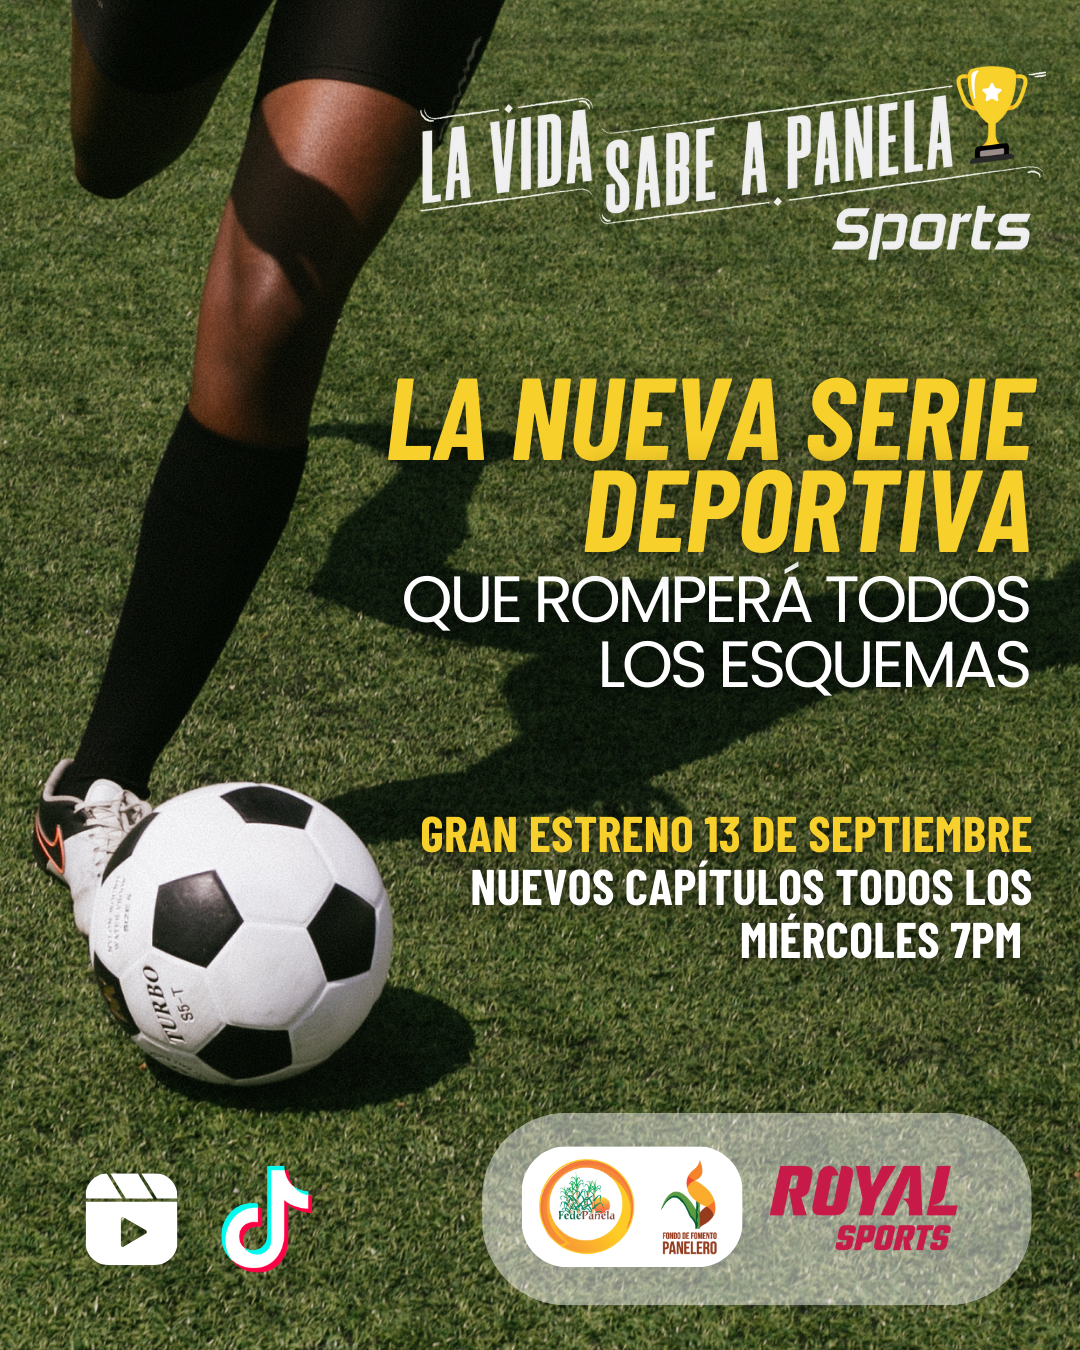 LA VIDA SABE A PANELA
Sports
LA NUEVA SERIE
DEPORTIVA
QUE ROMPERÁ TODOS
LOS ESQUEMAS
GRAN ESTRENO 13 DE SEPTIEMBRE
NUEVOS CAPÍTULOS TODOS LOS
MIÉRCOLES 7PM
TURBO
S5-T
FedePanela
FONDO DE FOMENTO
PANELERO
ROYAL
SPORTS